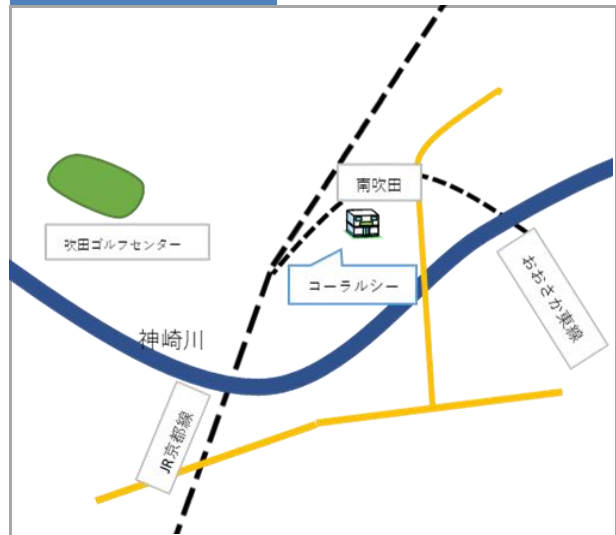 南吹田
吹田ゴルフセンター
コーラルシー
おおさか東線
神崎川
JR京都線